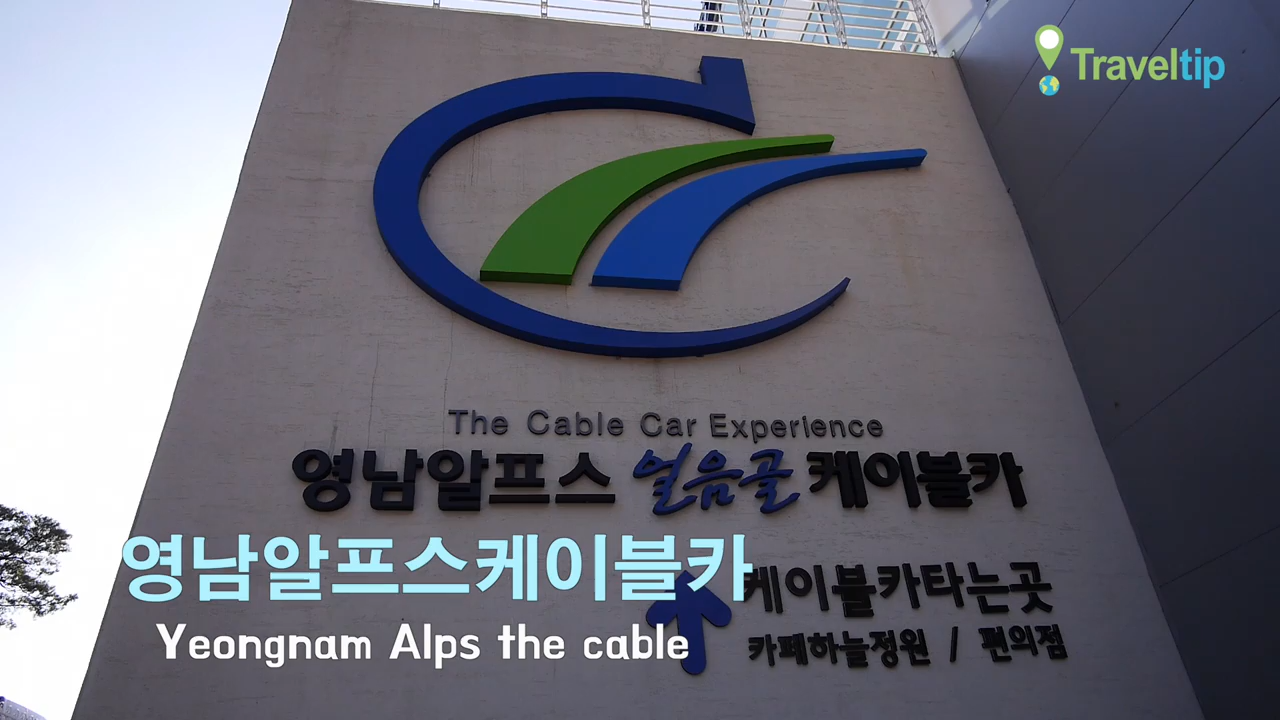 Traveltip
The Cable Car Experience
영남알프스 얼음골 케이블카
영남알프스케이블카
Yeongnam Alps the cable
케이블카타는곳
카페하늘정원 / 편의점